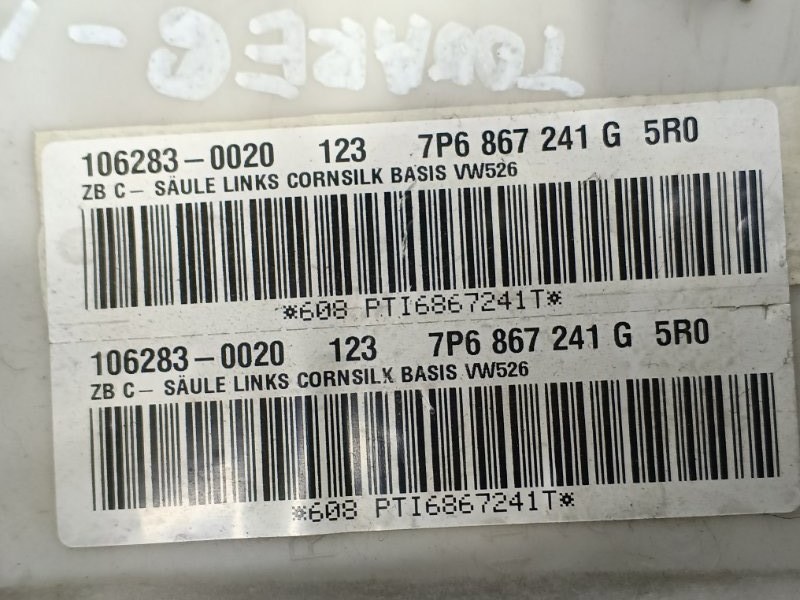 TOUAREG -
106283-0020 123 7P6 867 241 G 5R0
ZB C- SÄULE LINKS CORNSILK BASIS VW526
*608 PTI6867241T*
106283-0020 123 7P6 867 241 G 5R0
ZB C- SÄULE LINKS CORNSILK BASIS VW526
*608 PTI6867241T*